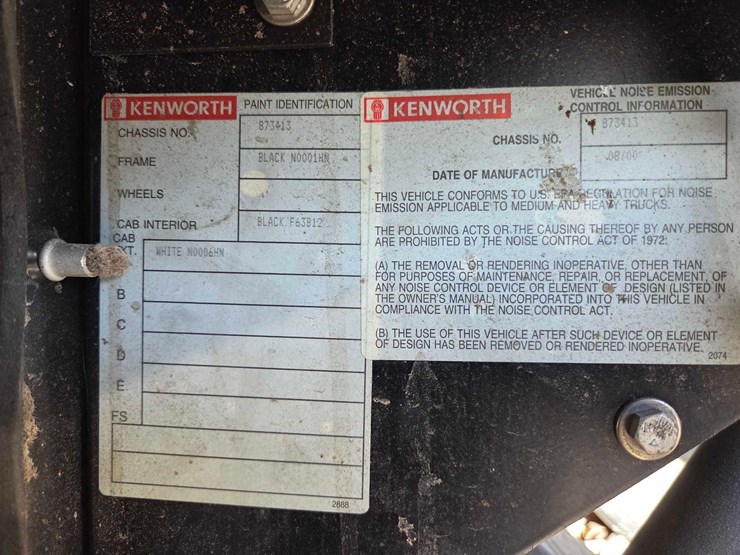 KENWORTH PAINT IDENTIFICATION
CHASSIS NO. 873413
FRAME BLACK N0001HN
WHEELS
CAB INTERIOR BLACK F63B12
CAB
EXT. WHITE N0006HN
B
C
D
E
FS
2888
KENWORTH
VEHICLE NOISE EMISSION
CONTROL INFORMATION
CHASSIS NO. 873413
DATE OF MANUFACTURE 08/00
THIS VEHICLE CONFORMS TO U.S. EPA REGULATION FOR NOISE
EMISSION APPLICABLE TO MEDIUM AND HEAVY TRUCKS.
THE FOLLOWING ACTS OR THE CAUSING THEREOF BY ANY PERSON
ARE PROHIBITED BY THE NOISE CONTROL ACT OF 1972:
(A) THE REMOVAL OR RENDERING INOPERATIVE, OTHER THAN
FOR PURPOSES OF MAINTENANCE, REPAIR, OR REPLACEMENT, OF
ANY NOISE CONTROL DEVICE OR ELEMENT OF DESIGN (LISTED IN
THE OWNER'S MANUAL) INCORPORATED INTO THIS VEHICLE IN
COMPLIANCE WITH THE NOISE CONTROL ACT.
(B) THE USE OF THIS VEHICLE AFTER SUCH DEVICE OR ELEMENT
OF DESIGN HAS BEEN REMOVED OR RENDERED INOPERATIVE.
2074